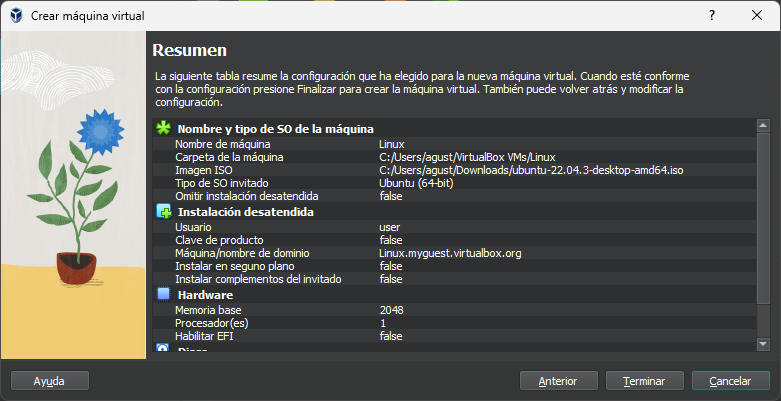 Crear máquina virtual
Resumen
La siguiente tabla resume la configuración que ha elegido para la nueva máquina virtual. Cuando esté conforme
con la configuración presione Finalizar para crear la máquina virtual. También puede volver atrás y modificar la
configuración.
Nombre y tipo de SO de la máquina
Nombre de máquina Linux
Carpeta de la máquina C:/Users/agust/VirtualBox VMs/Linux
Imagen ISO C:/Users/agust/Downloads/ubuntu-22.04.3-desktop-amd64.iso
Tipo de SO invitado Ubuntu (64-bit)
Omitir instalación desatendida false
Instalación desatendida
Usuario user
Clave de producto false
Máquina/nombre de dominio Linux.myguest.virtualbox.org
Instalar en seguno plano false
Instalar complementos del invitado false
Hardware
Memoria base 2048
Procesador(es) 1
Habilitar EFI false
Ayuda Anterior Terminar Cancelar